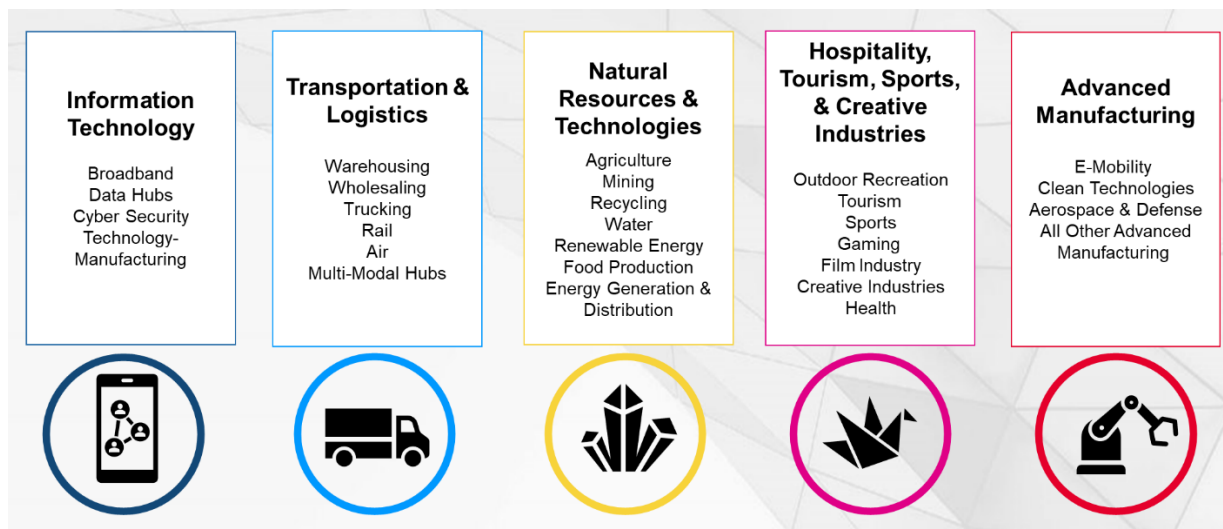 Information
Technology
Broadband
Data Hubs
Cyber Security
Technology-
Manufacturing
Transportation &
Logistics
Warehousing
Wholesaling
Trucking
Rail
Air
Multi-Modal Hubs
Natural
Resources &
Technologies
Agriculture
Mining
Recycling
Water
Renewable Energy
Food Production
Energy Generation &
Distribution
Hospitality,
Tourism, Sports,
& Creative
Industries
Outdoor Recreation
Tourism
Sports
Gaming
Film Industry
Creative Industries
Health
Advanced
Manufacturing
E-Mobility
Clean Technologies
Aerospace & Defense
All Other Advanced
Manufacturing